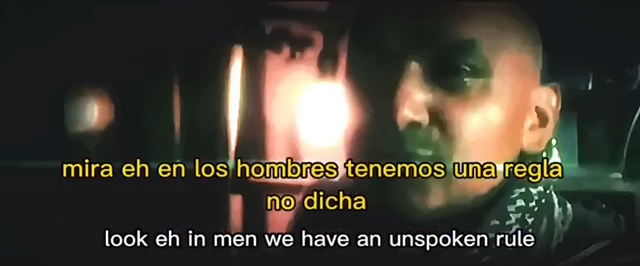 mira eh en los hombres tenemos una regla
no dicha
look eh in men we have an unspoken rule